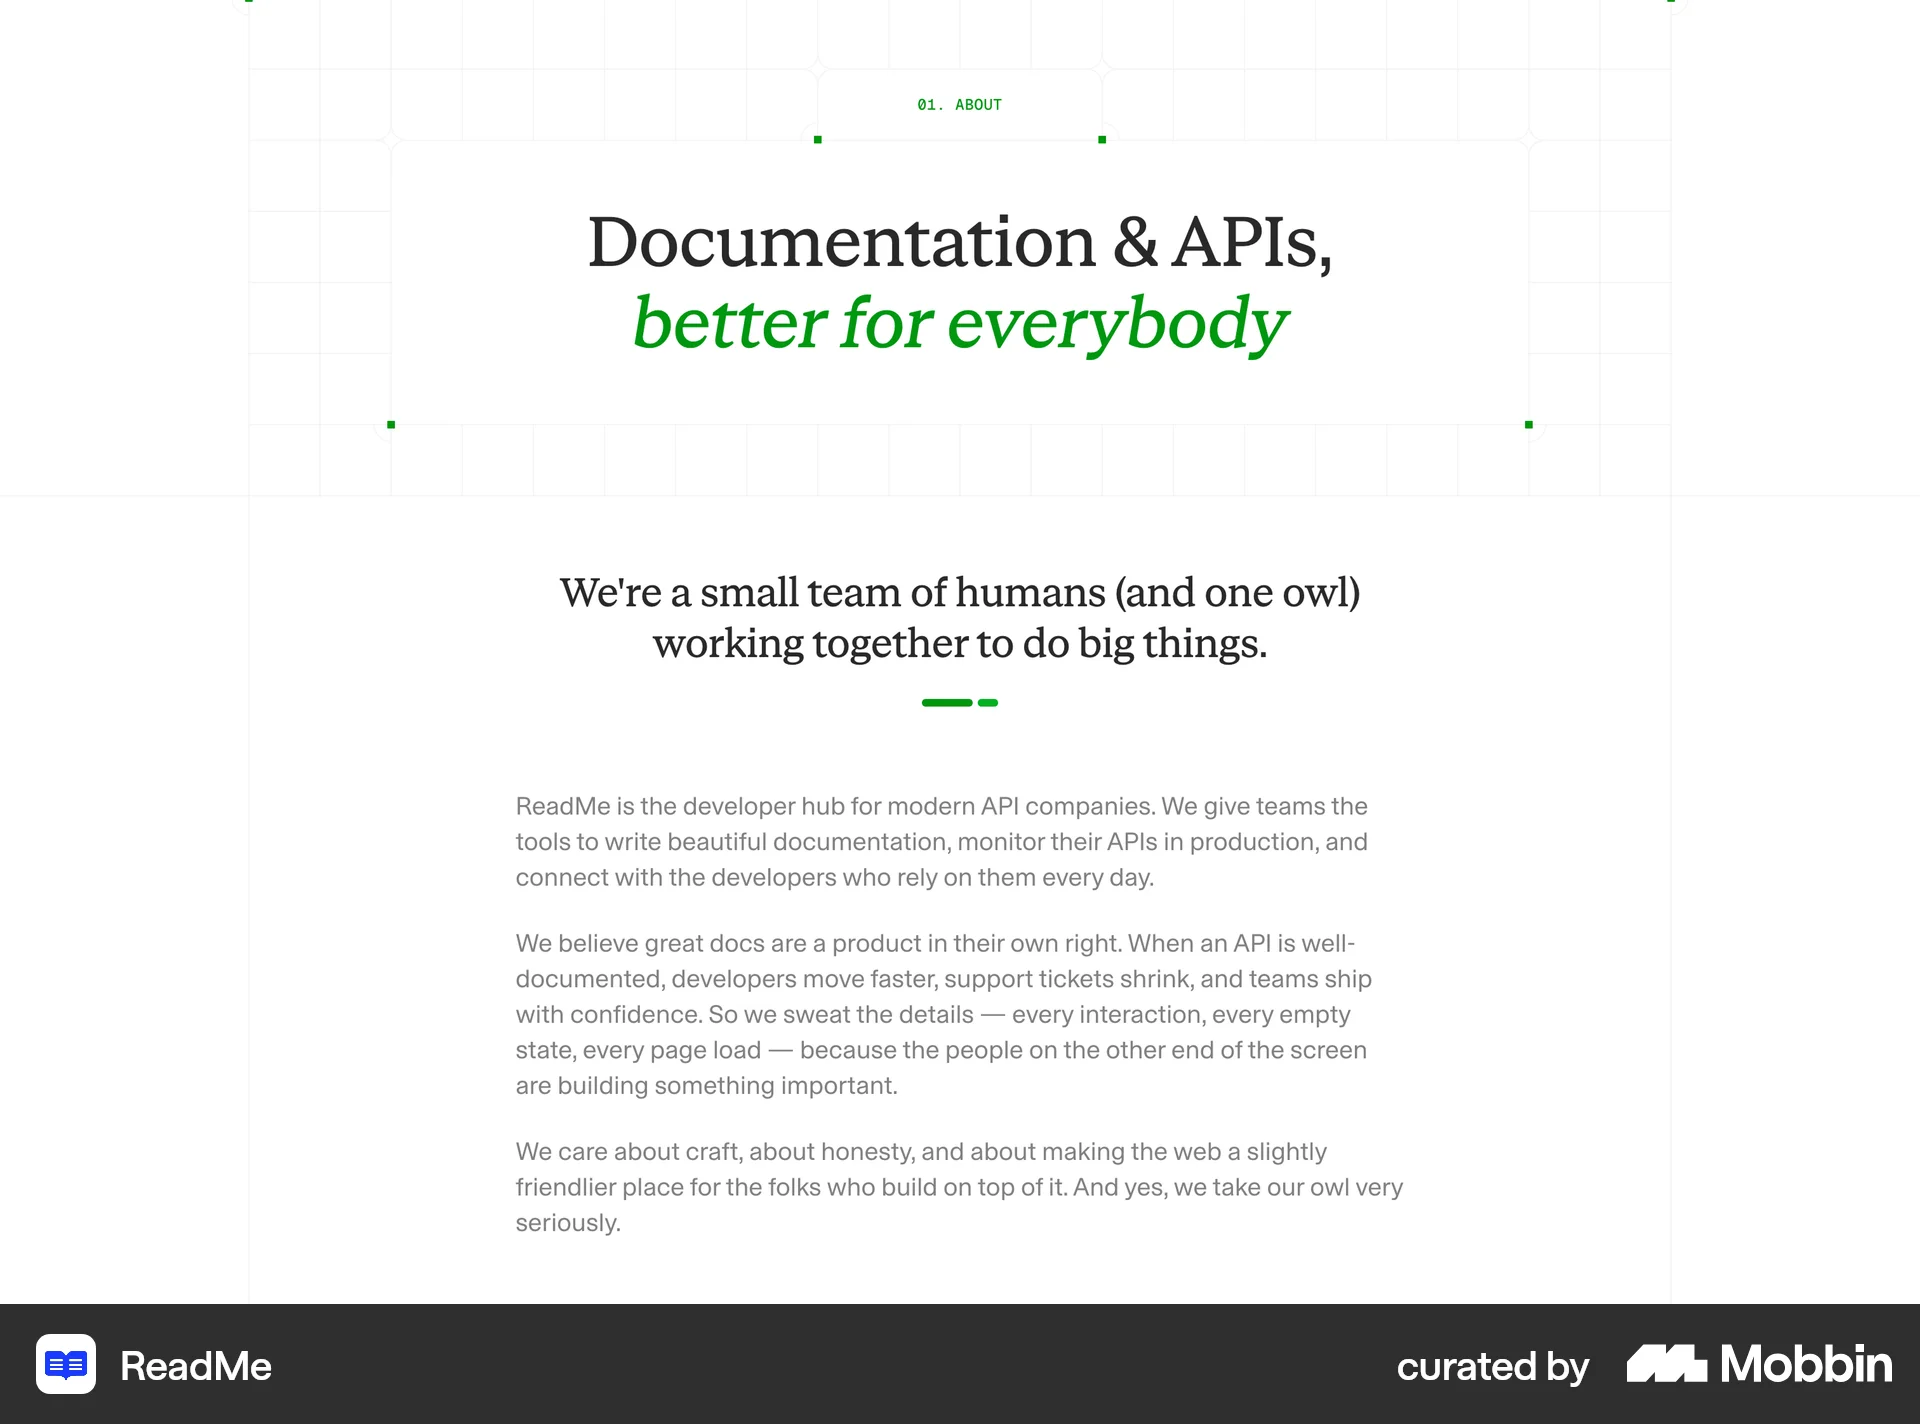 01. ABOUT
Documentation & APIs,
better for everybody
We're a small team of humans (and one owl)
working together to do big things.
ReadMe is the developer hub for modern API companies. We give teams the
tools to write beautiful documentation, monitor their APIs in production, and
connect with the developers who rely on them every day.
We believe great docs are a product in their own right. When an API is well-
documented, developers move faster, support tickets shrink, and teams ship
with confidence. So we sweat the details — every interaction, every empty
state, every page load — because the people on the other end of the screen
are building something important.
We care about craft, about honesty, and about making the web a slightly
friendlier place for the folks who build on top of it. And yes, we take our owl very
seriously.
ReadMe
curated by Mobbin